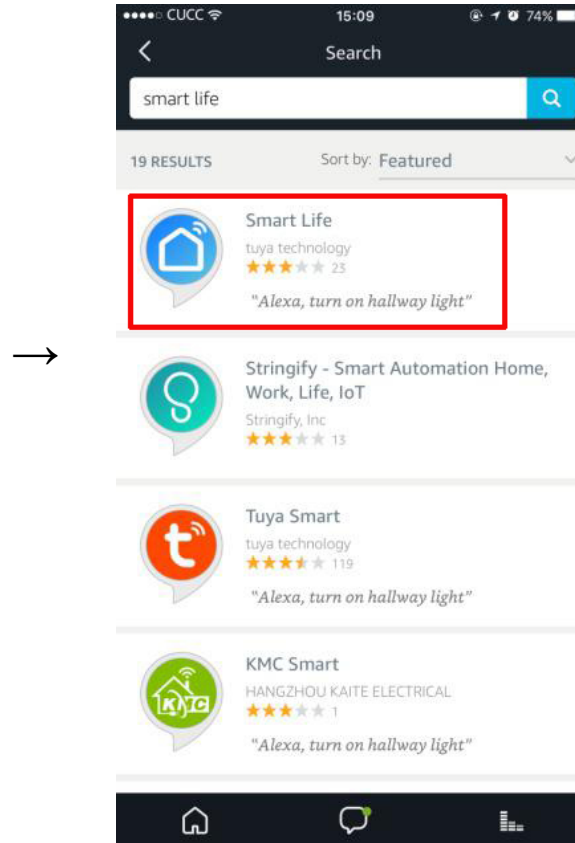 CUCC 15:09 74%
Search
smart life
19 RESULTS Sort by: Featured
Smart Life
tuya technology
23
"Alexa, turn on hallway light"
→
Stringify - Smart Automation Home,
Work, Life, IoT
Stringify, Inc
13
t
Tuya Smart
tuya technology
119
"Alexa, turn on hallway light"
KMC
KMC Smart
HANGZHOU KAITE ELECTRICAL
1
"Alexa, turn on hallway light"